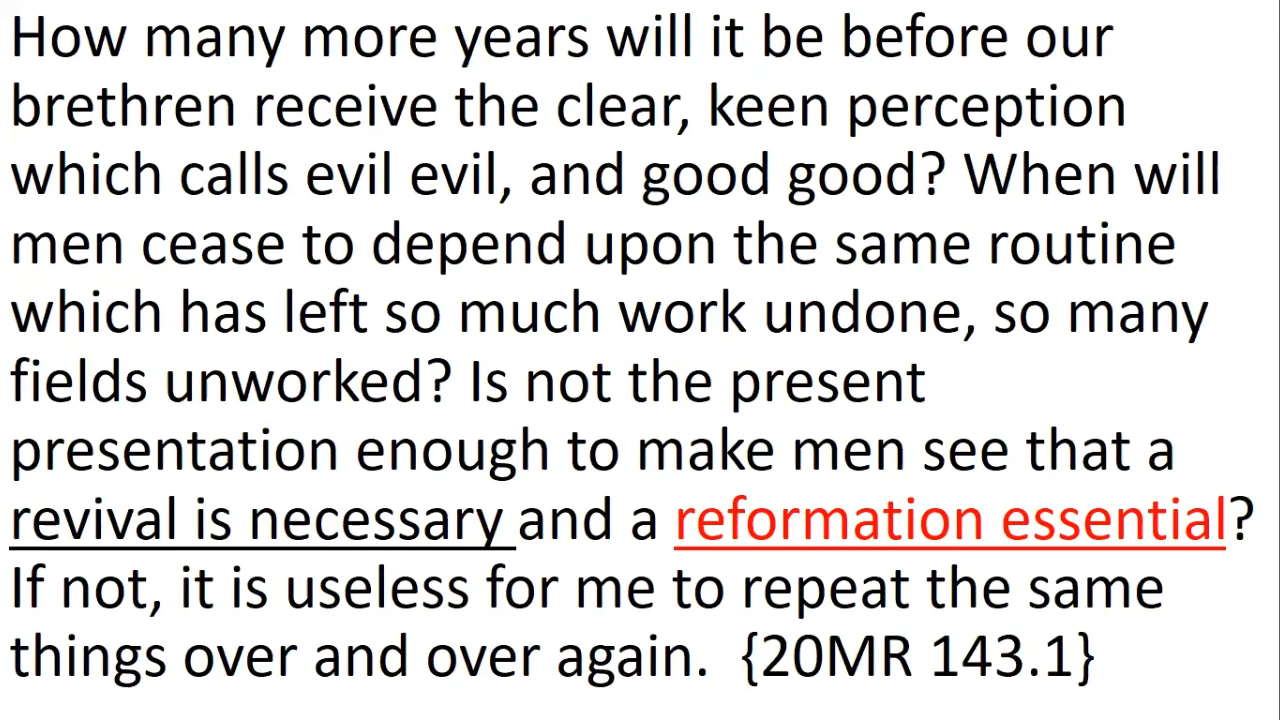 How many more years will it be before our
brethren receive the clear, keen perception
which calls evil evil, and good good? When will
men cease to depend upon the same routine
which has left so much work undone, so many
fields unworked? Is not the present
presentation enough to make men see that a
revival is necessary and a reformation essential?
If not, it is useless for me to repeat the same
things over and over again.  {20MR 143.1}